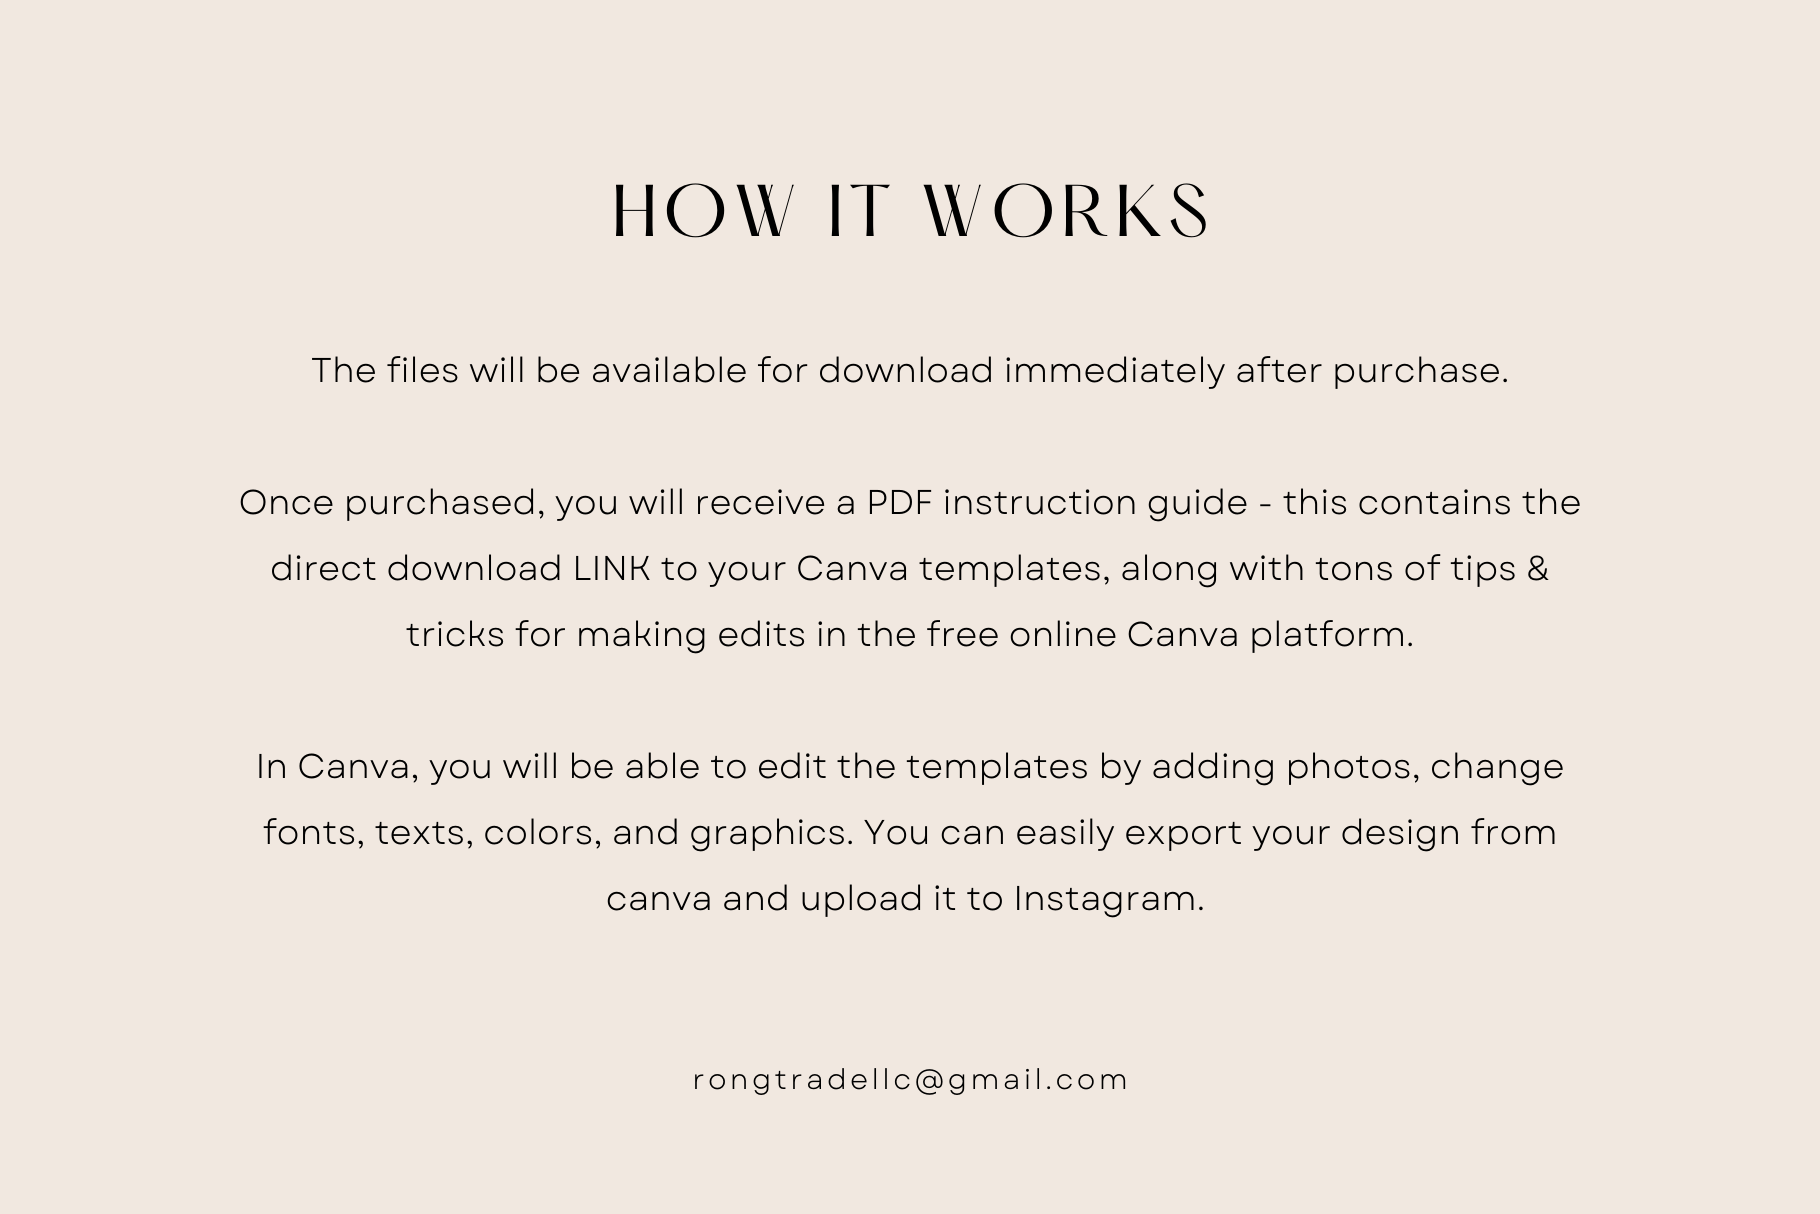 HOW IT WORKS
The files will be available for download immediately after purchase.
Once purchased, you will receive a PDF instruction guide - this contains the
direct download LINK to your Canva templates, along with tons of tips &
tricks for making edits in the free online Canva platform.
In Canva, you will be able to edit the templates by adding photos, change
fonts, texts, colors, and graphics. You can easily export your design from
canva and upload it to Instagram.
rongtradellc@gmail.com